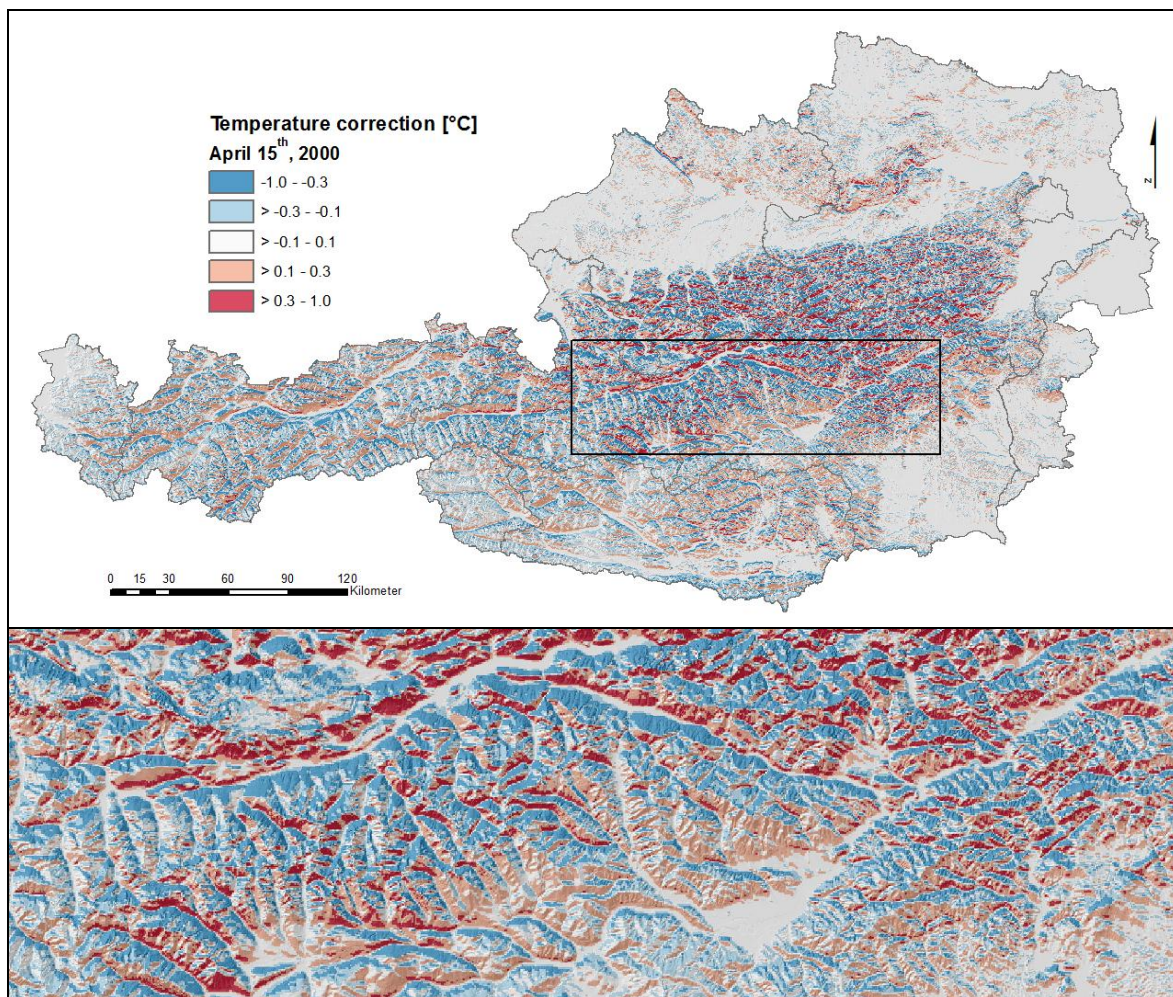 Temperature correction [°C]
April 15th, 2000
-1.0 - -0.3
> -0.3 - -0.1
> -0.1 - 0.1
> 0.1 - 0.3
> 0.3 - 1.0
N
0 15 30 60 90 120
Kilometer